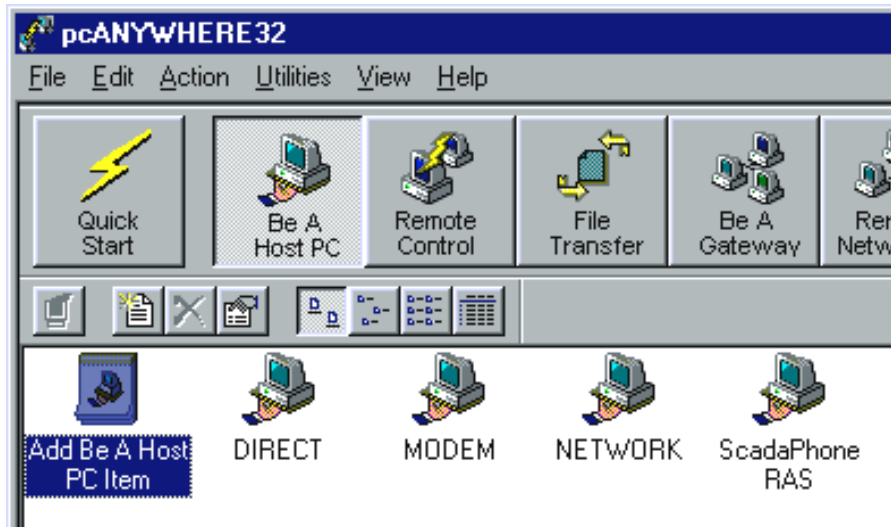 pcANYWHERE32
File Edit Action Utilities View Help
Quick
Start
Be A
Host PC
Remote
Control
File
Transfer
Be A
Gateway
Add Be A Host
PC Item
DIRECT
MODEM
NETWORK
ScadaPhone
RAS